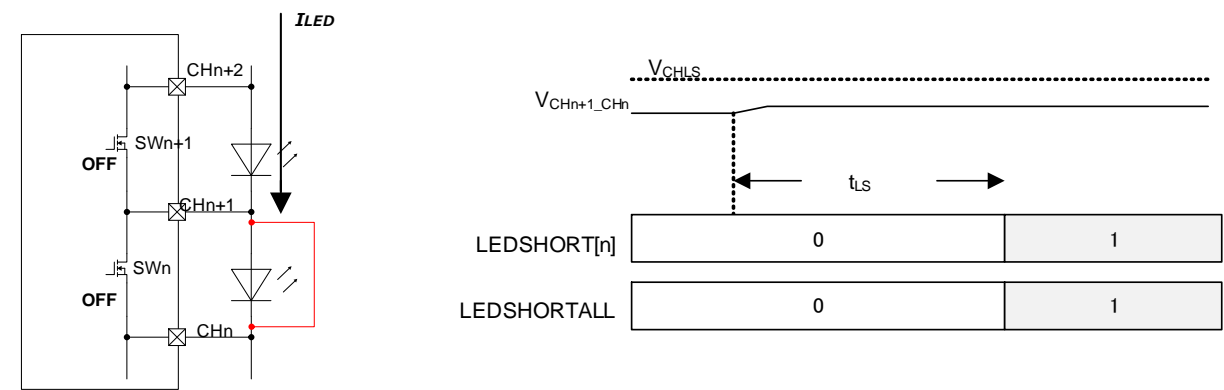 ILED
CHn+2
SWn+1
OFF
CHn+1
SWn
OFF
CHn
VCHLS
VCHn+1_CHn
tLS
LEDSHORT[n] 0 1
LEDSHORTALL 0 1